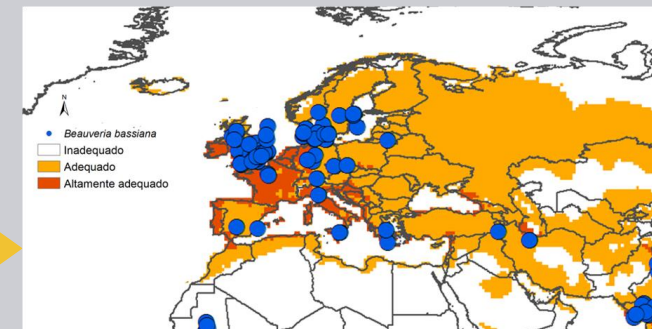 N
Beauveria bassiana
Inadequado
Adequado
Altamente adequado